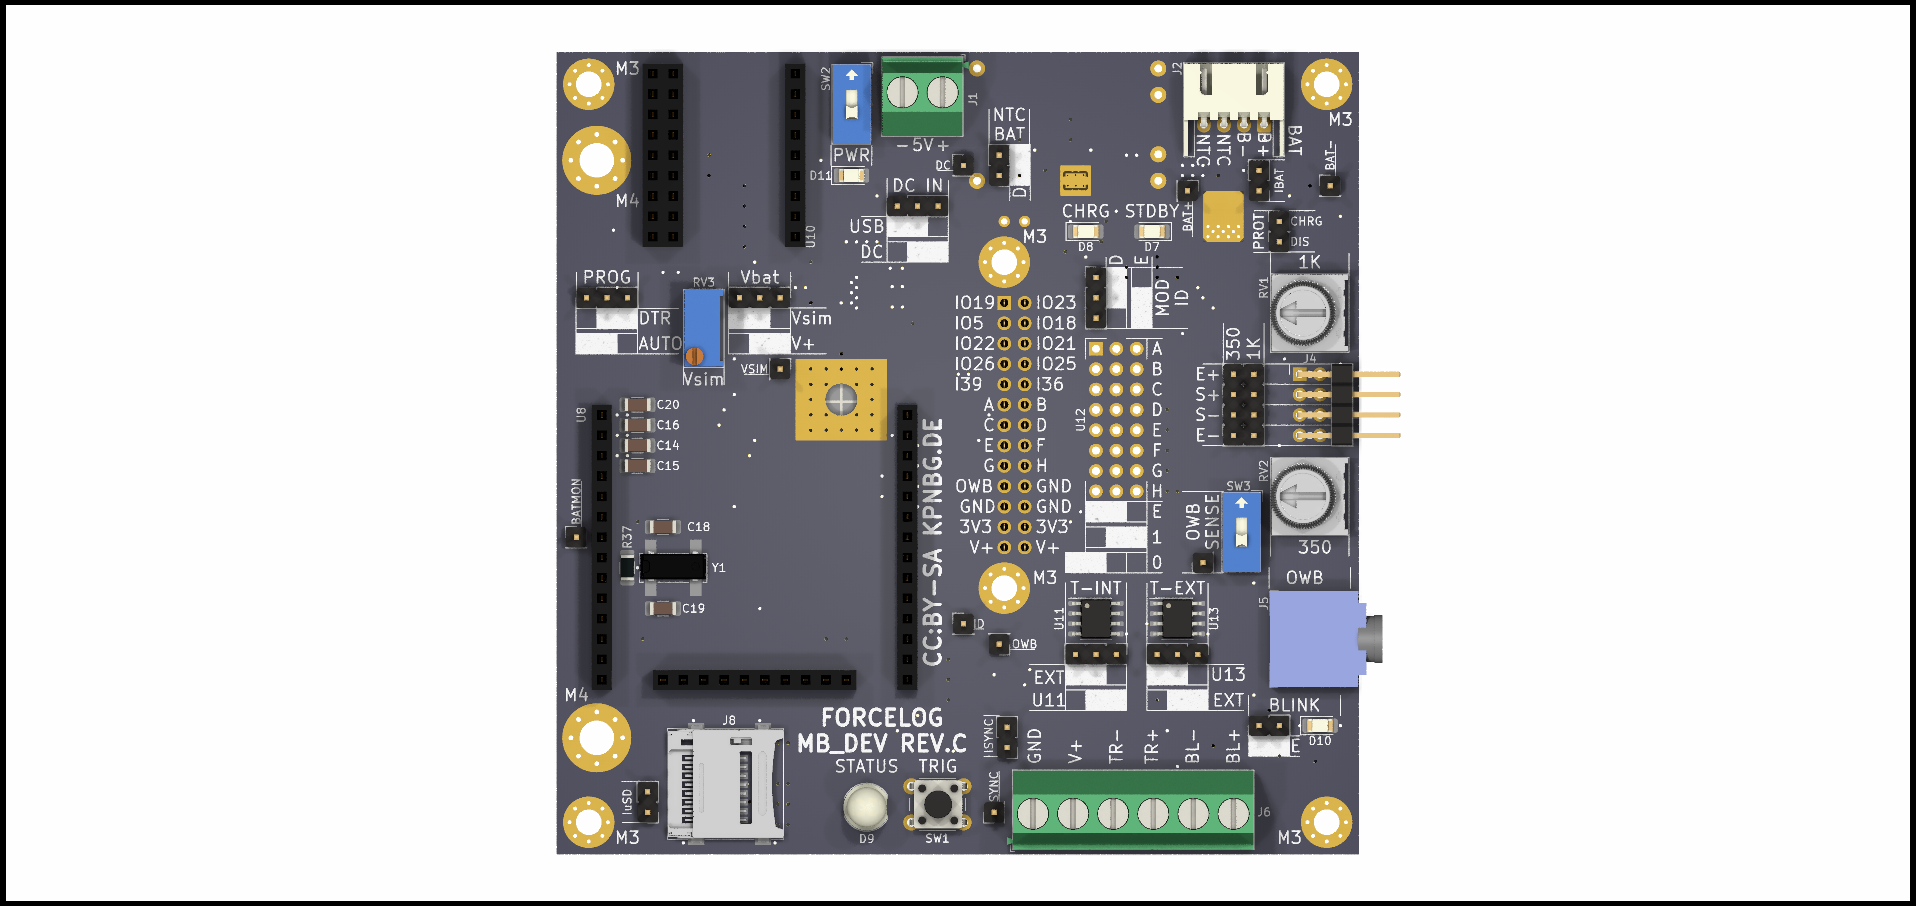 M3
M4
SW2
PWR
D11
U10
J1
-5V+
DC
NTC
BAT
D
DC IN
USB
DC
J2
NTC
NTC
B-
B+
BAT
M3
BAT-
IBAT
BAT+
PROT
CHRG
DIS
CHRG
STDBY
D8
D7
M3
D
E
MOD
ID
PROG
DTR
AUTO
RV3
Vsim
Vbat
Vsim
V+
VSIM
1K
RV1
350
1K
J4
E+
S+
S-
E-
RV2
350
IO19 IO23
IO5 IO18
IO22 IO21
IO26 IO25
I39 I36
A B
C D
E F
G H
OWB GND
GND GND
3V3 3V3
V+ V+
U12
A
B
C
D
E
F
G
H
E
1
0
U8
C20
C16
C14
C15
BATMON
R37
C18
Y1
C19
CC:BY-SA KPNBG.DE
OWB
SENSE
SW3
OWB
J5
M3
T-INT
T-EXT
U11
U13
D
OWB
EXT
U11
U13
EXT
M4
J8
FORCELOG
MB_DEV REV.C
STATUS
TRIG
D9
SW1
ISYNC
SYNC
GND
V+
TR-
TR+
BL-
BL+
BLINK
E
D10
J6
IuSD
M3
M3